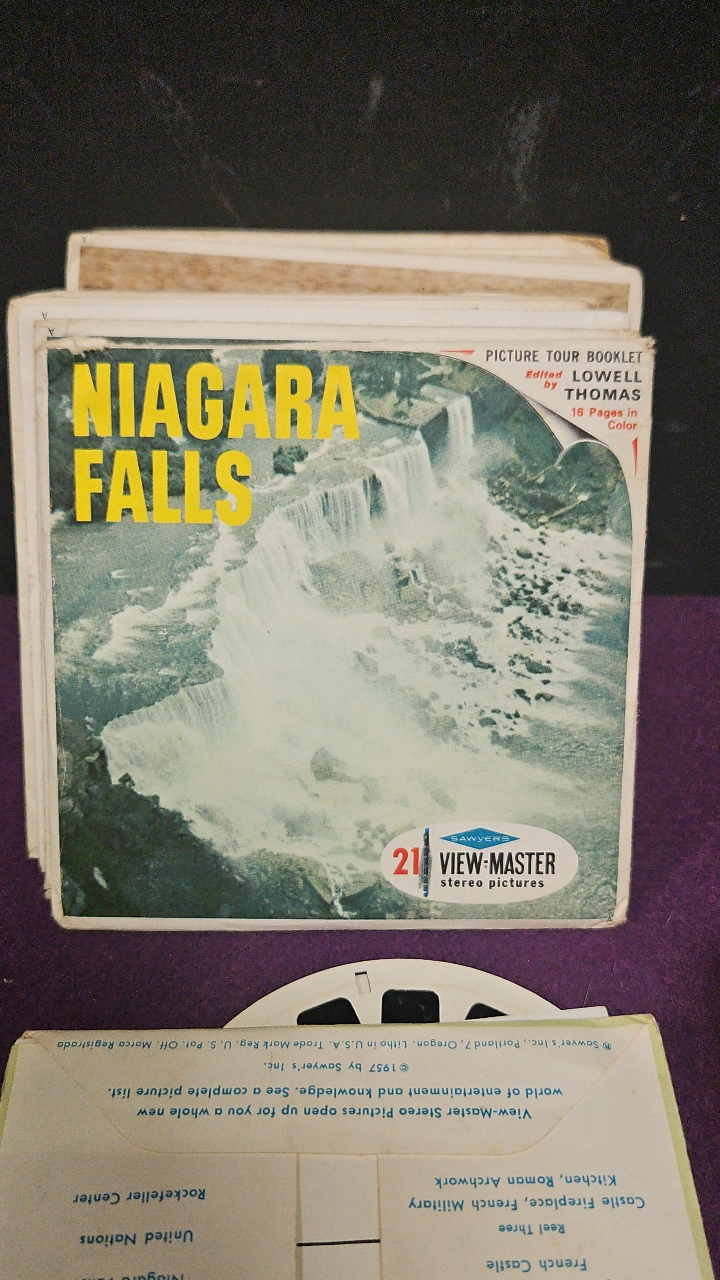 NIAGARA
FALLS
PICTURE TOUR BOOKLET
Edited by
LOWELL
THOMAS
16 Pages in
Color
21
SAWYERS
VIEW-MASTER
stereo pictures
® Sawyer's Inc., Portland 7, Oregon. Litho in U.S.A. Trade Mark Reg. U. S. Pat. Off. Marca Registrada
©1957 by Sawyer's Inc.
world of entertainment and knowledge. See a complete picture list.
View-Master Stereo Pictures open up for you a whole new
Kitchen, Roman Archwork
Castle Fireplace, French Military
Reel Three
French Castle
Rockefeller Center
United Nations
Niagara Falls